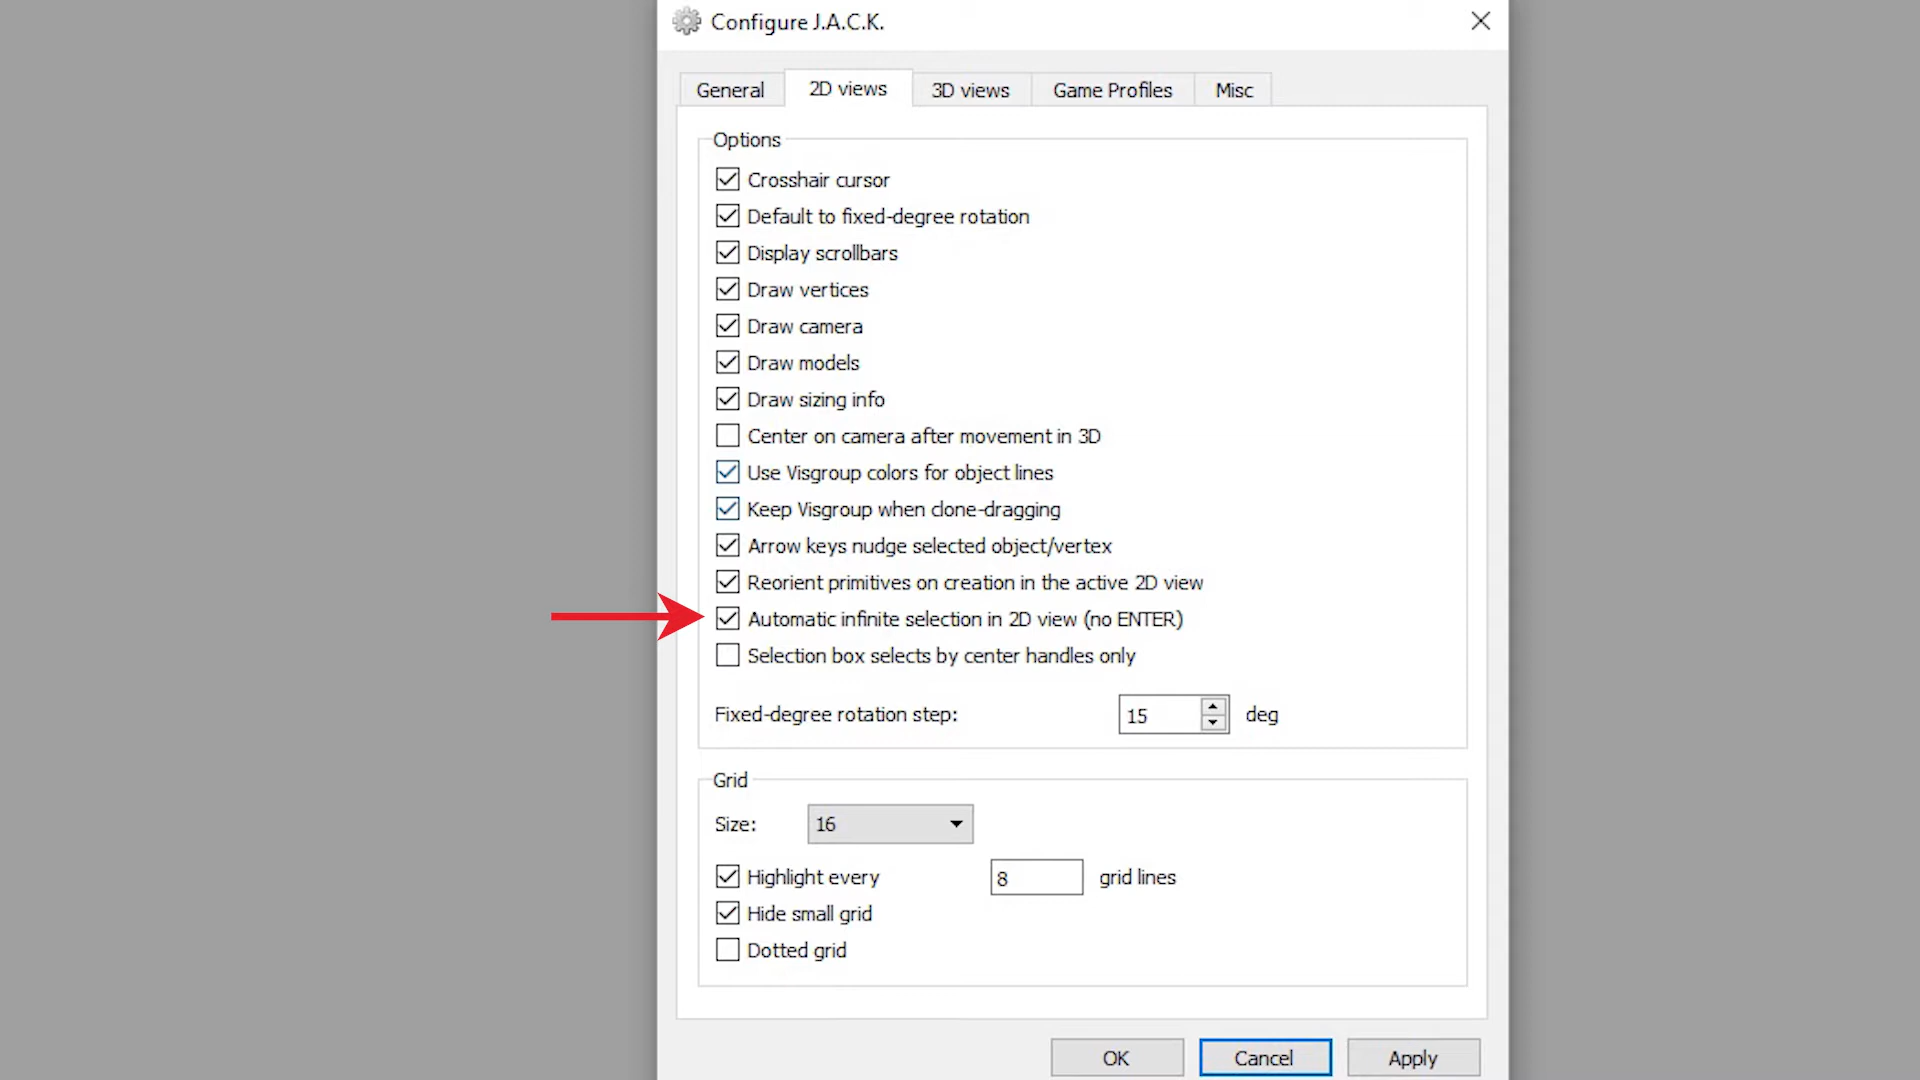 Configure J.A.C.K.
General 2D views 3D views Game Profiles Misc
Options
Crosshair cursor
Default to fixed-degree rotation
Display scrollbars
Draw vertices
Draw camera
Draw models
Draw sizing info
Center on camera after movement in 3D
Use Visgroup colors for object lines
Keep Visgroup when clone-dragging
Arrow keys nudge selected object/vertex
Reorient primitives on creation in the active 2D view
Automatic infinite selection in 2D view (no ENTER)
Selection box selects by center handles only
Fixed-degree rotation step: 15 deg
Grid
Size: 16
Highlight every 8 grid lines
Hide small grid
Dotted grid
OK Cancel Apply